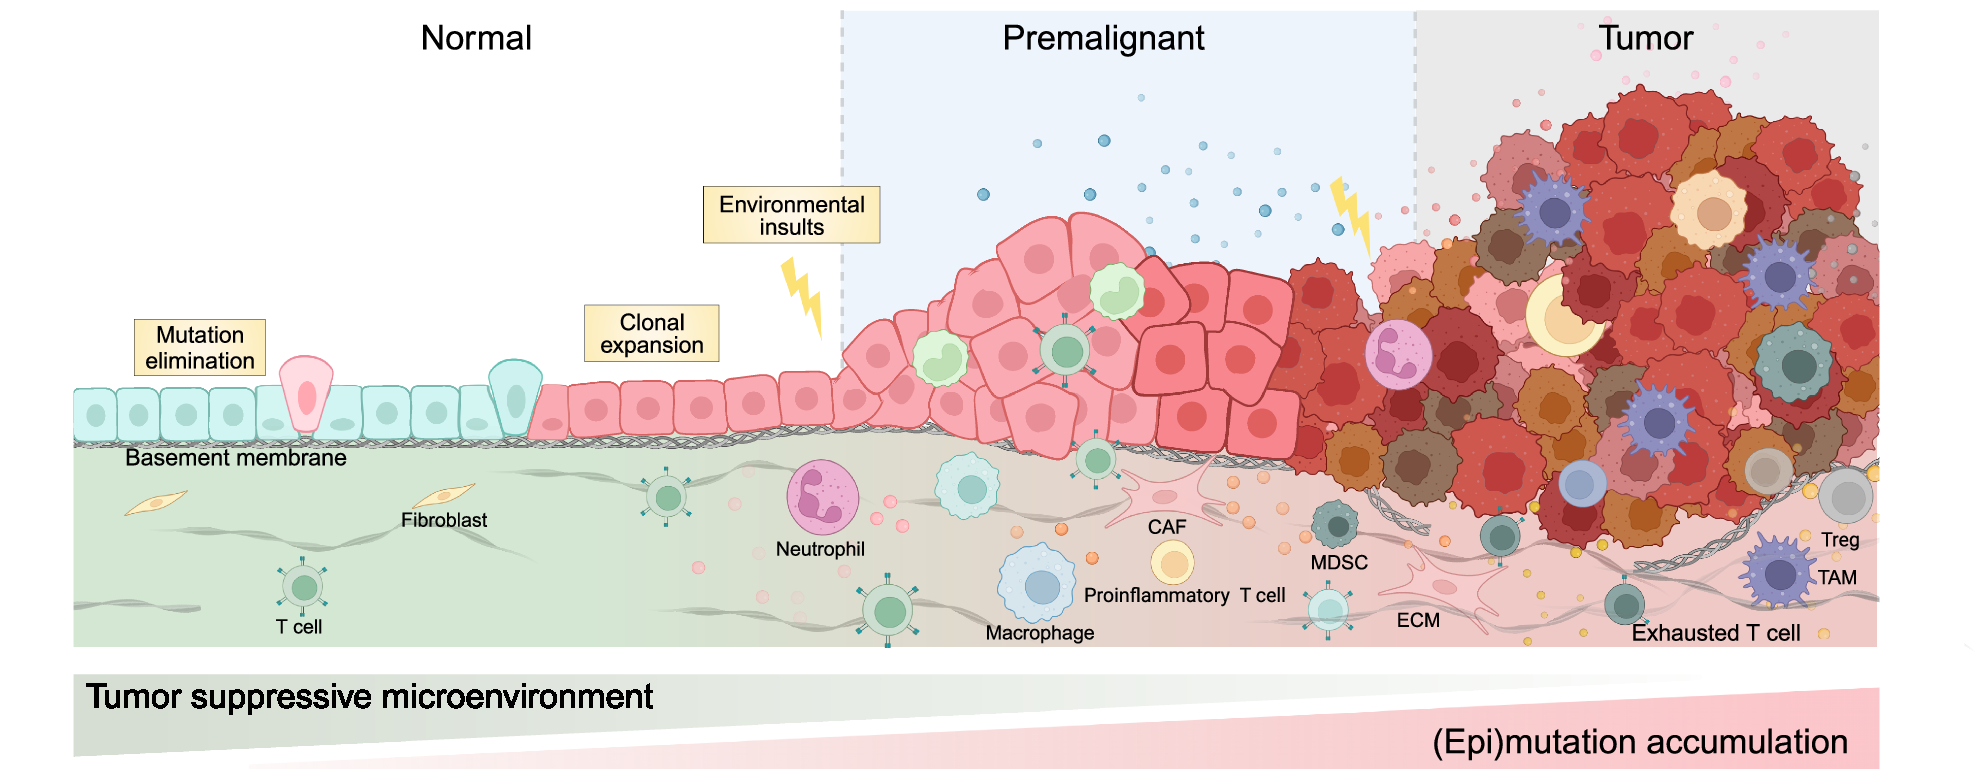 Normal
Premalignant
Tumor
Environmental
insults
Clonal
expansion
Mutation
elimination
Basement membrane
Fibroblast
T cell
Neutrophil
Macrophage
CAF
Proinflammatory T cell
MDSC
ECM
Treg
TAM
Exhausted T cell
Tumor suppressive microenvironment
(Epi)mutation accumulation